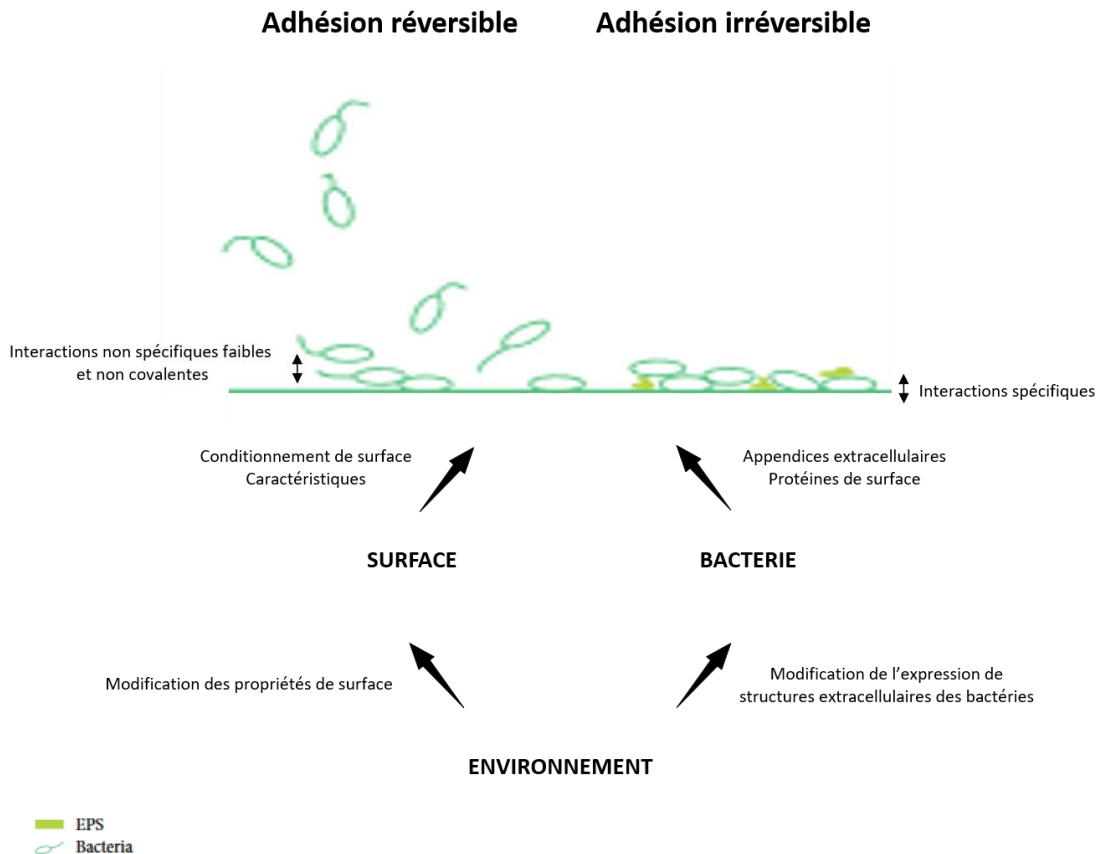 Adhésion réversible
Adhésion irréversible
Interactions non spécifiques faibles
et non covalentes
Interactions spécifiques
Conditionnement de surface
Caractéristiques
Appendices extracellulaires
Protéines de surface
SURFACE
BACTERIE
Modification des propriétés de surface
Modification de l'expression de
structures extracellulaires des bactéries
ENVIRONNEMENT
EPS
Bacteria